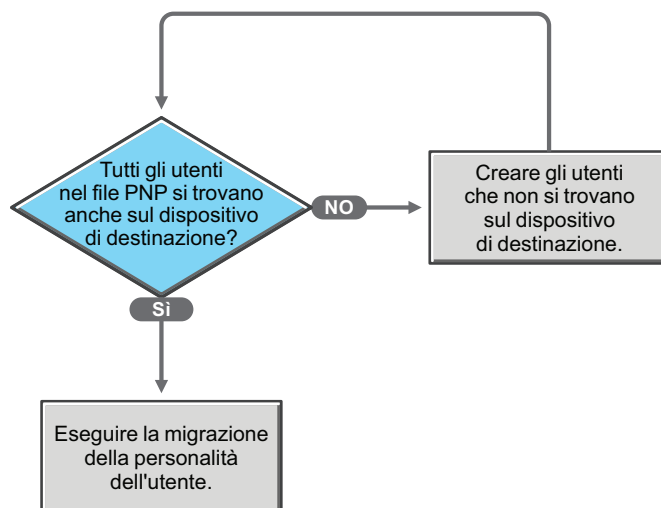 Tutti gli utenti
nel file PNP si trovano
anche sul dispositivo
di destinazione?
NO
Creare gli utenti
che non si trovano
sul dispositivo
di destinazione.
Sì
Eseguire la migrazione
della personalità
dell'utente.